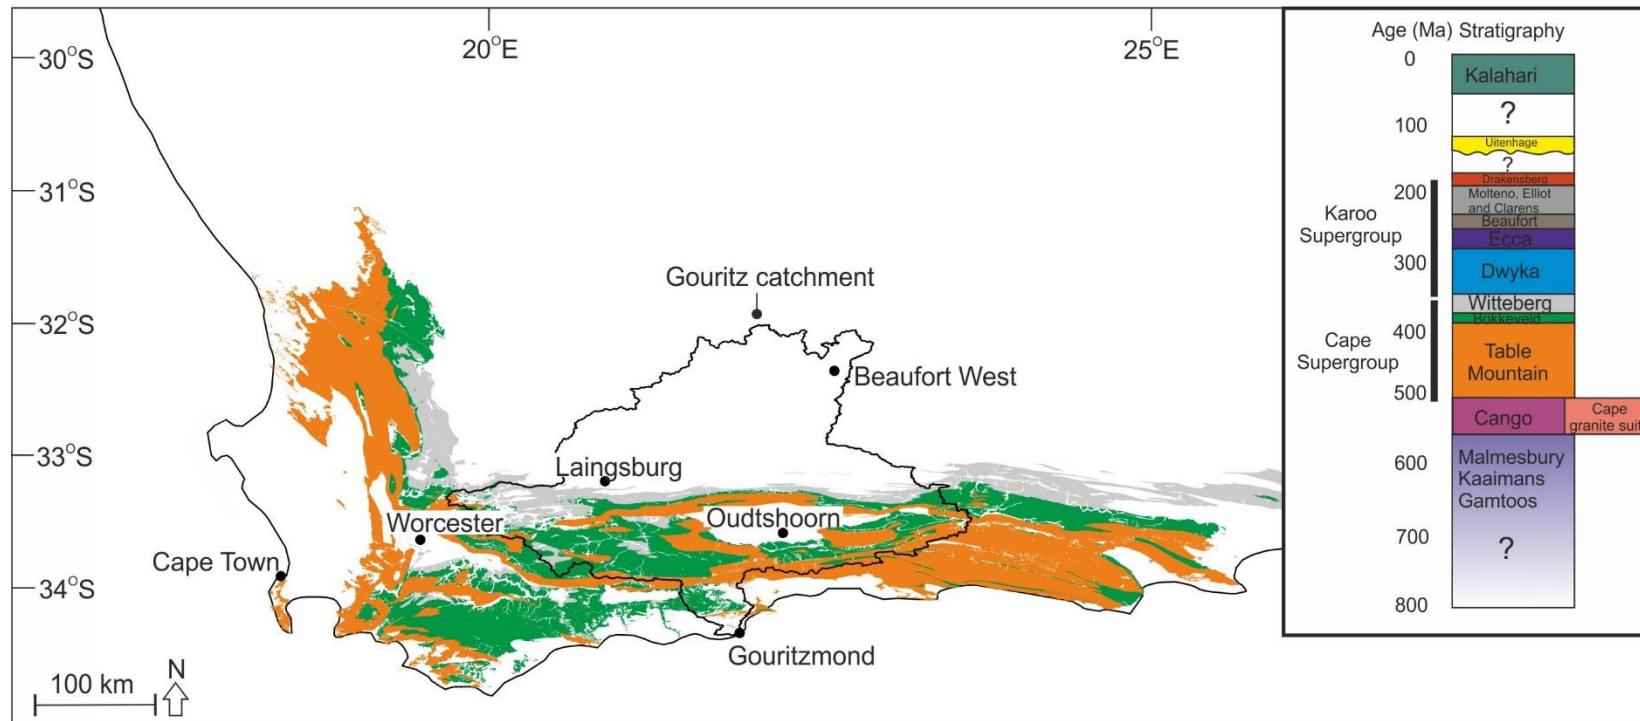 20°E
25°E
30°S
31°S
32°S
33°S
34°S
Gouritz catchment
Beaufort West
Laingsburg
Worcester
Oudtshoorn
Cape Town
Gouritzmond
100 km
N
Age (Ma) Stratigraphy
0
100
200
300
400
500
600
700
800
Karoo
Supergroup
Cape
Supergroup
Kalahari
?
Uitenhage
?
Drakensberg
Molteno, Elliot
and Clarens
Beaufort
Ecca
Dwyka
Witteberg
Bokkeveld
Table
Mountain
Cango
Cape
granite suit
Malmesbury
Kaaimans
Gamtoos
?